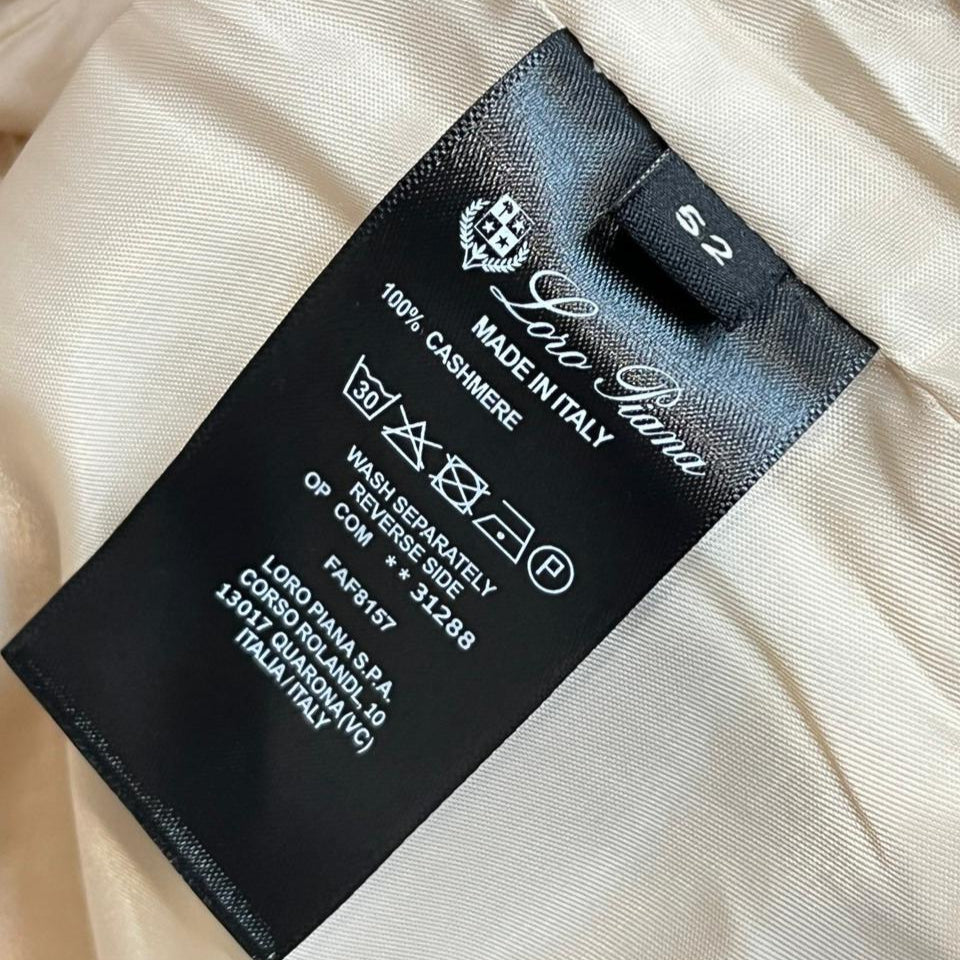 52
Loro Piana
MADE IN ITALY
100% CASHMERE
30
P
WASH SEPARATELY
REVERSE SIDE
OP COM **31288
FAF8157
LORO PIANA S.P.A.
CORSO ROLANDL, 10
13017 QUARONA (VC)
ITALIA/ITALY